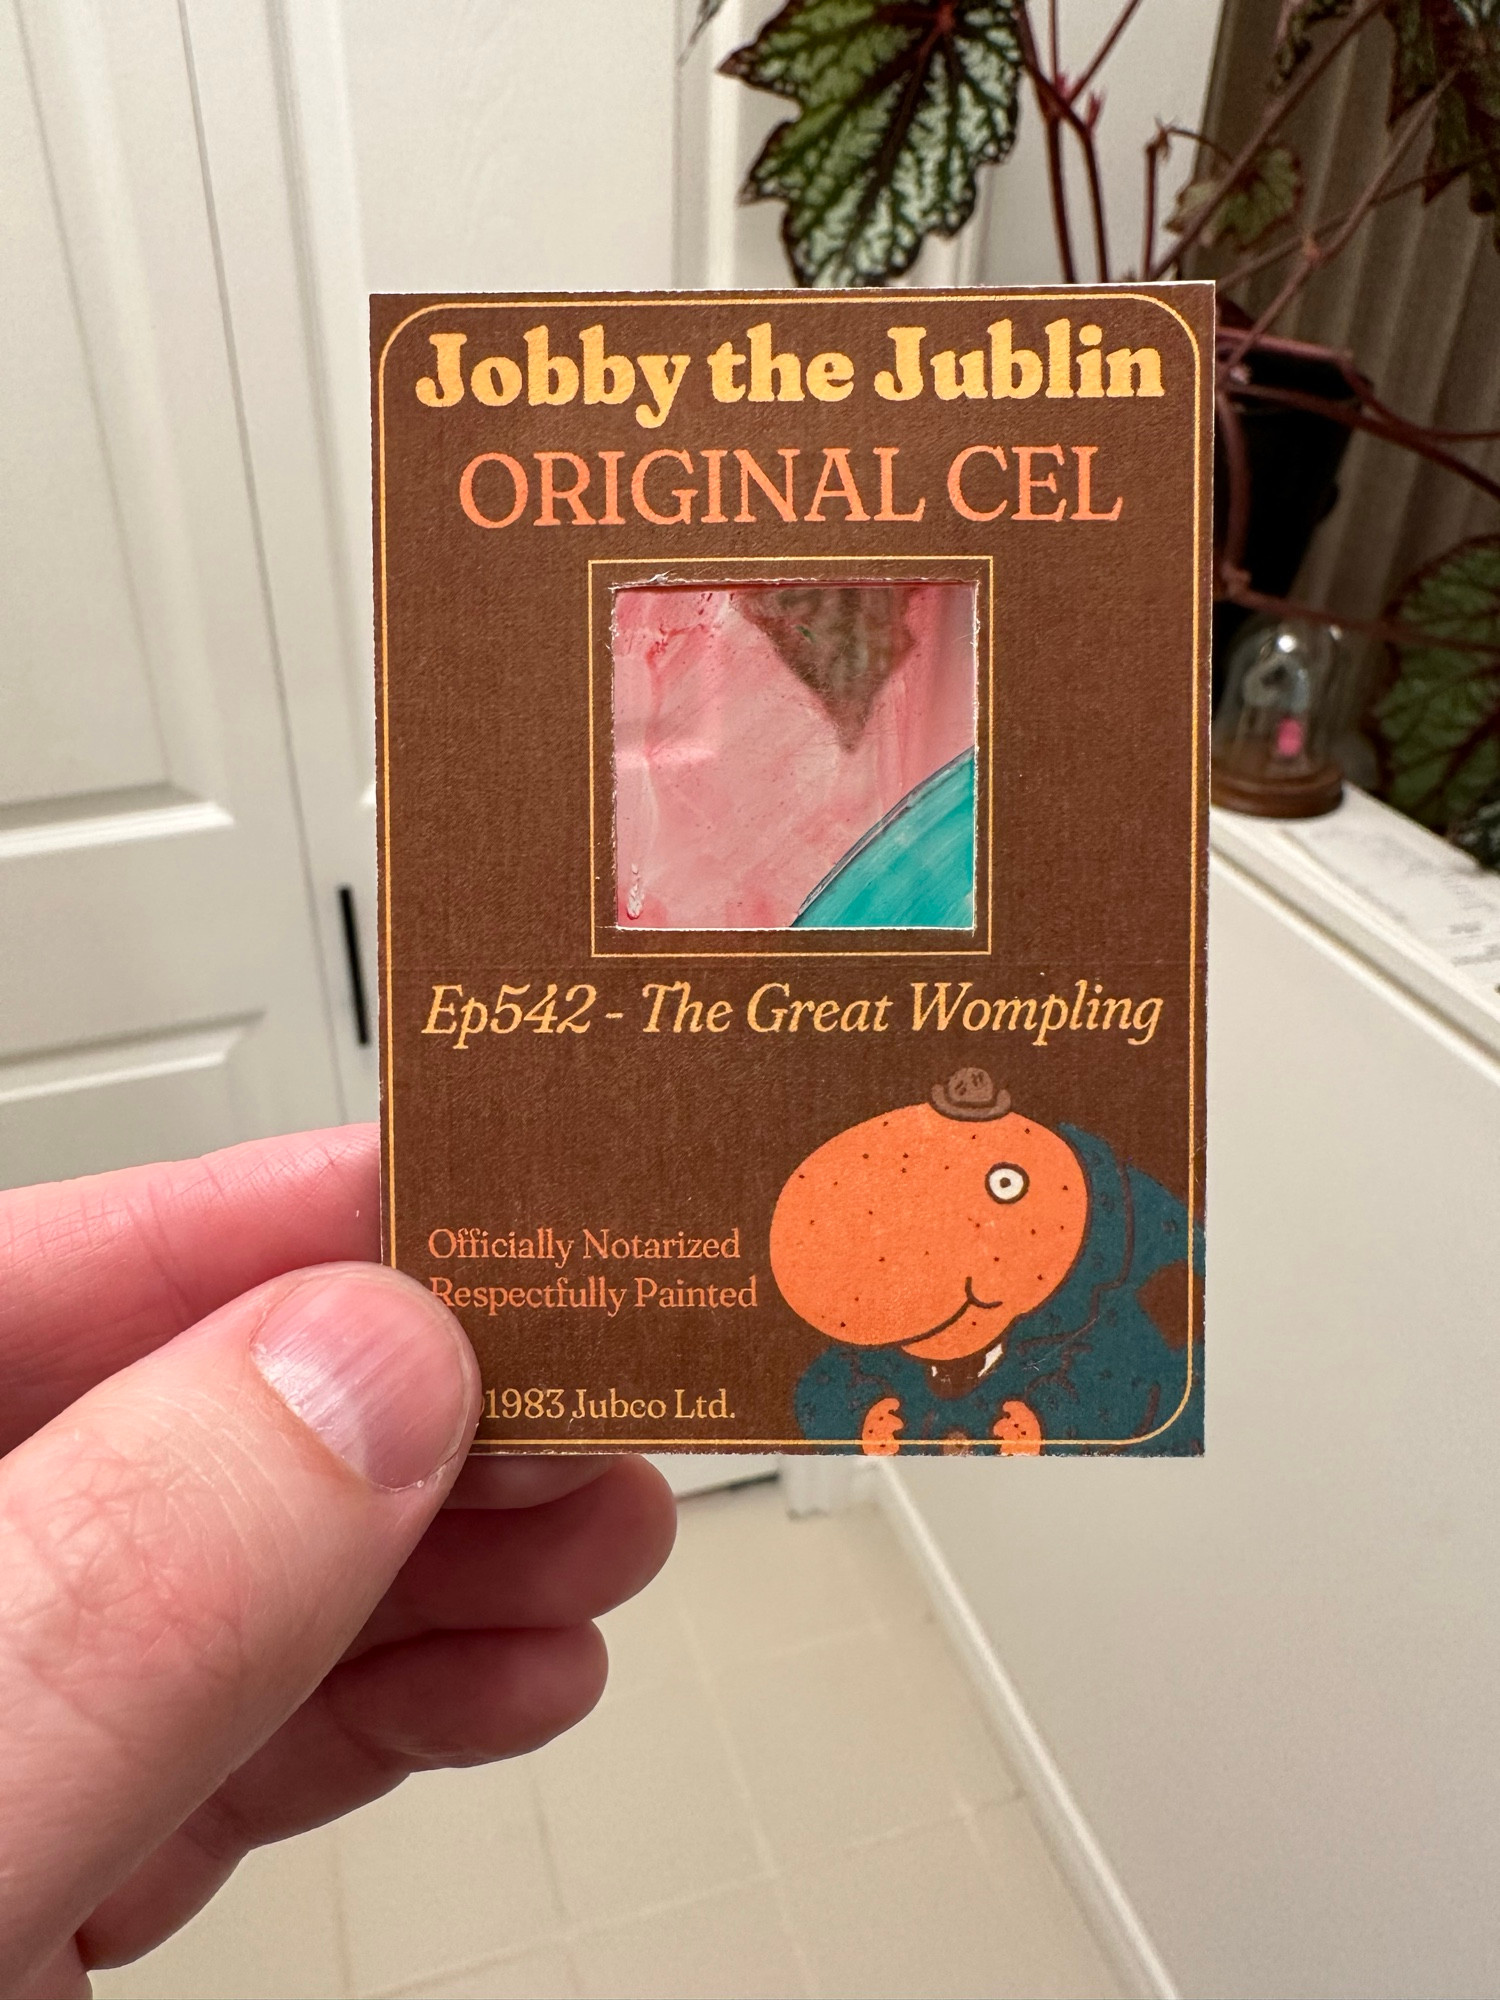 Jobby the Jublin
ORIGINAL CEL
Ep542 - The Great Wompling
Officially Notarized
Respectfully Painted
1983 Jubco Ltd.